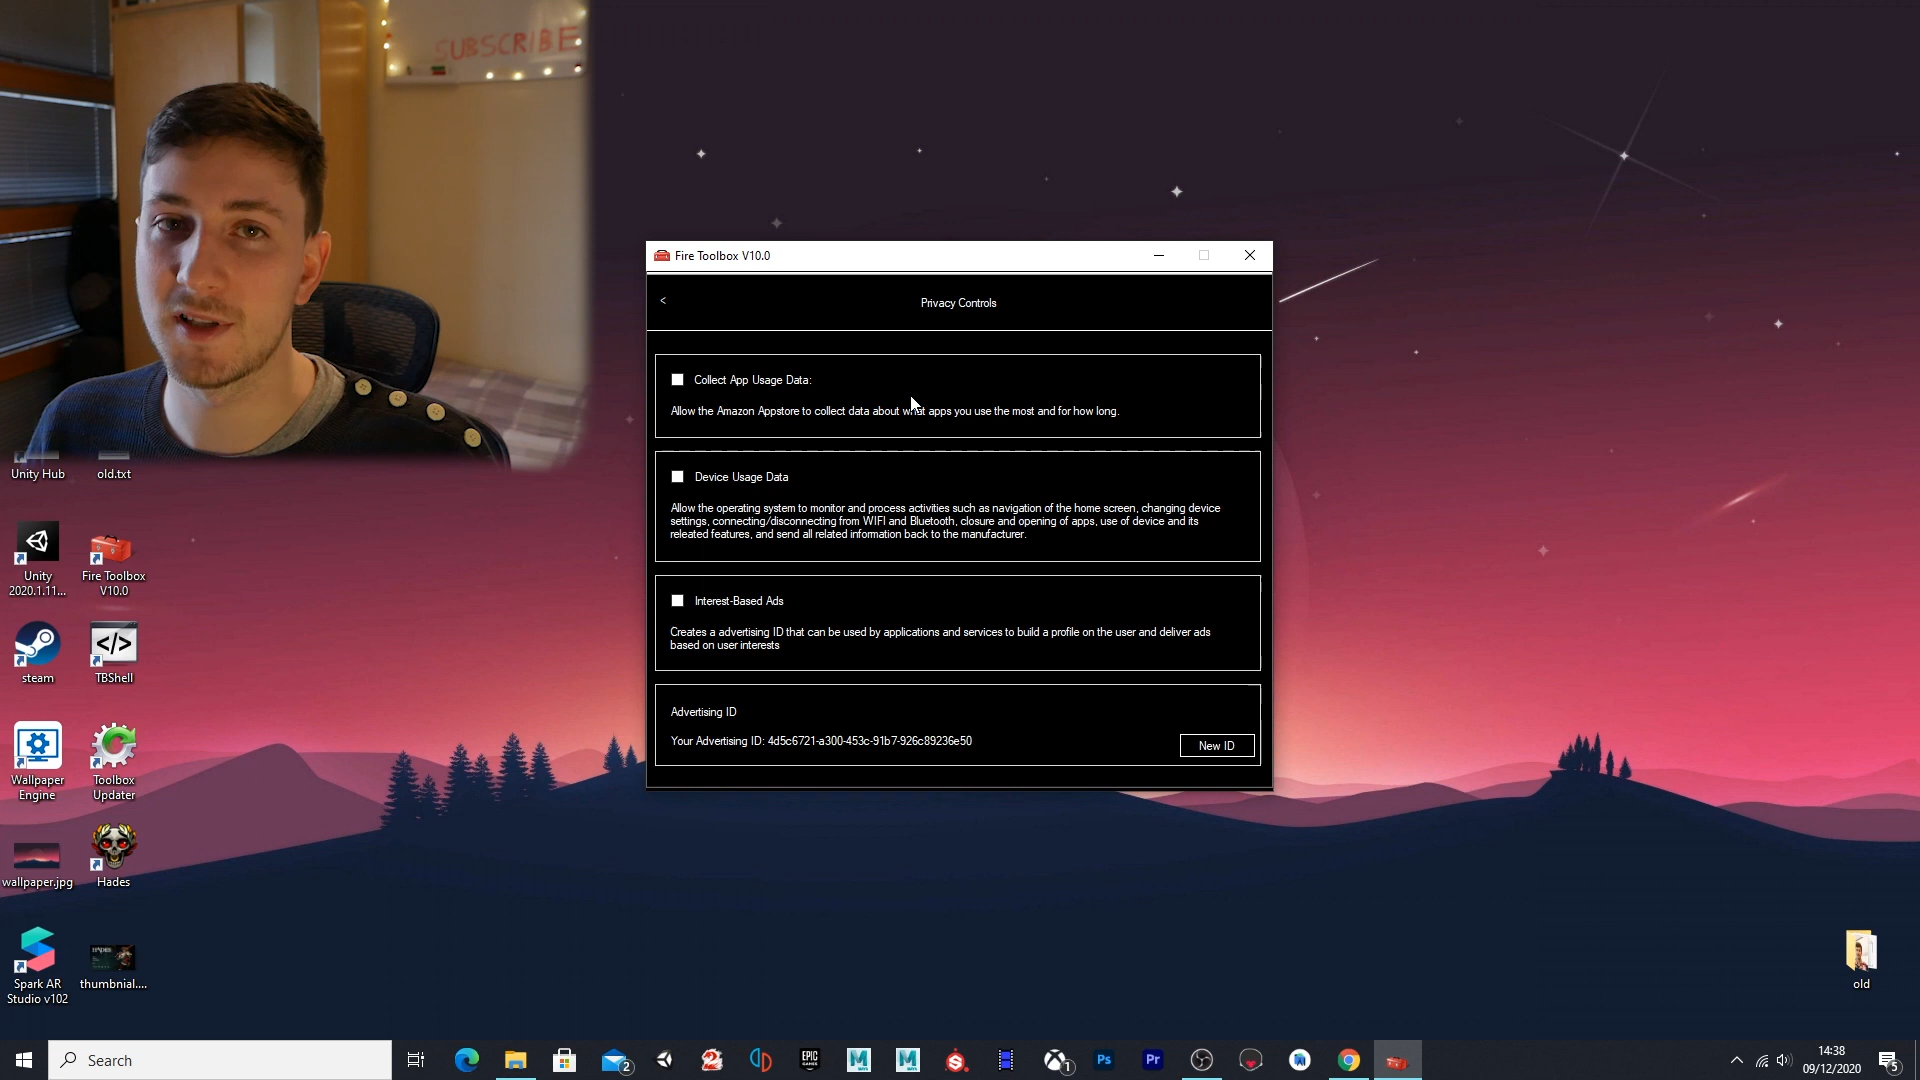 SUBSCRIBE
Fire Toolbox V10.0
<
Privacy Controls
Collect App Usage Data:
Allow the Amazon Appstore to collect data about what apps you use the most and for how long.
Device Usage Data
Allow the operating system to monitor and process activities such as navigation of the home screen, changing device
settings, connecting/disconnecting from WIFI and Bluetooth, closure and opening of apps, use of device and its
releated features, and send all related information back to the manufacturer.
Interest-Based Ads
Creates a advertising ID that can be used by applications and services to build a profile on the user and deliver ads
based on user interests
Advertising ID
Your Advertising ID: 4d5c6721-a300-453c-91b7-926c89236e50
New ID
Unity Hub
old.txt
Unity
2020.1.11...
Fire Toolbox
V10.0
steam
TBShell
Wallpaper
Engine
Toolbox
Updater
wallpaper.jpg
Hades
Spark AR
Studio v102
thumbnial....
old
Search
2
EPIC
GAMES
M
M
1
Ps
Pr
14:38
09/12/2020
5